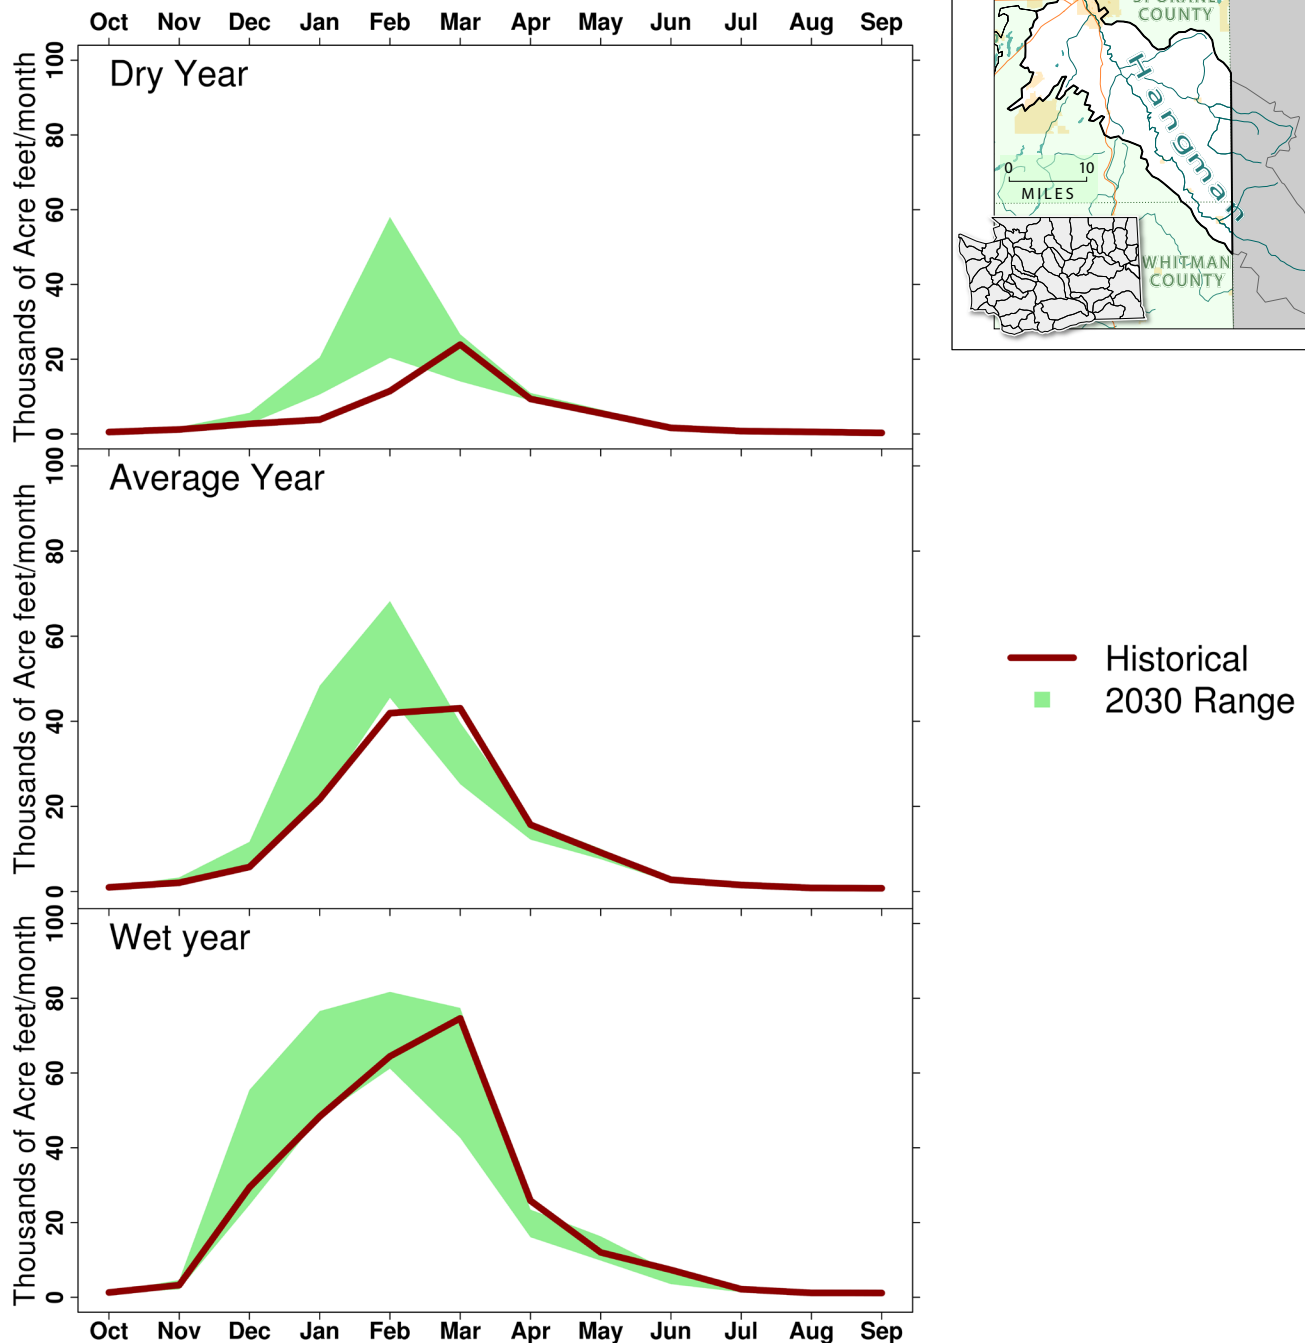 Oct Nov Dec Jan Feb Mar Apr May Jun Jul Aug Sep
Dry Year
Thousands of Acre feet/month
100
80
60
40
20
0
Average Year
Thousands of Acre feet/month
100
80
60
40
20
0
Wet year
Thousands of Acre feet/month
100
80
60
40
20
0
Oct Nov Dec Jan Feb Mar Apr May Jun Jul Aug Sep
SPOKANE
COUNTY
Hangman
0 10
MILES
WHITMAN
COUNTY
Historical
2030 Range